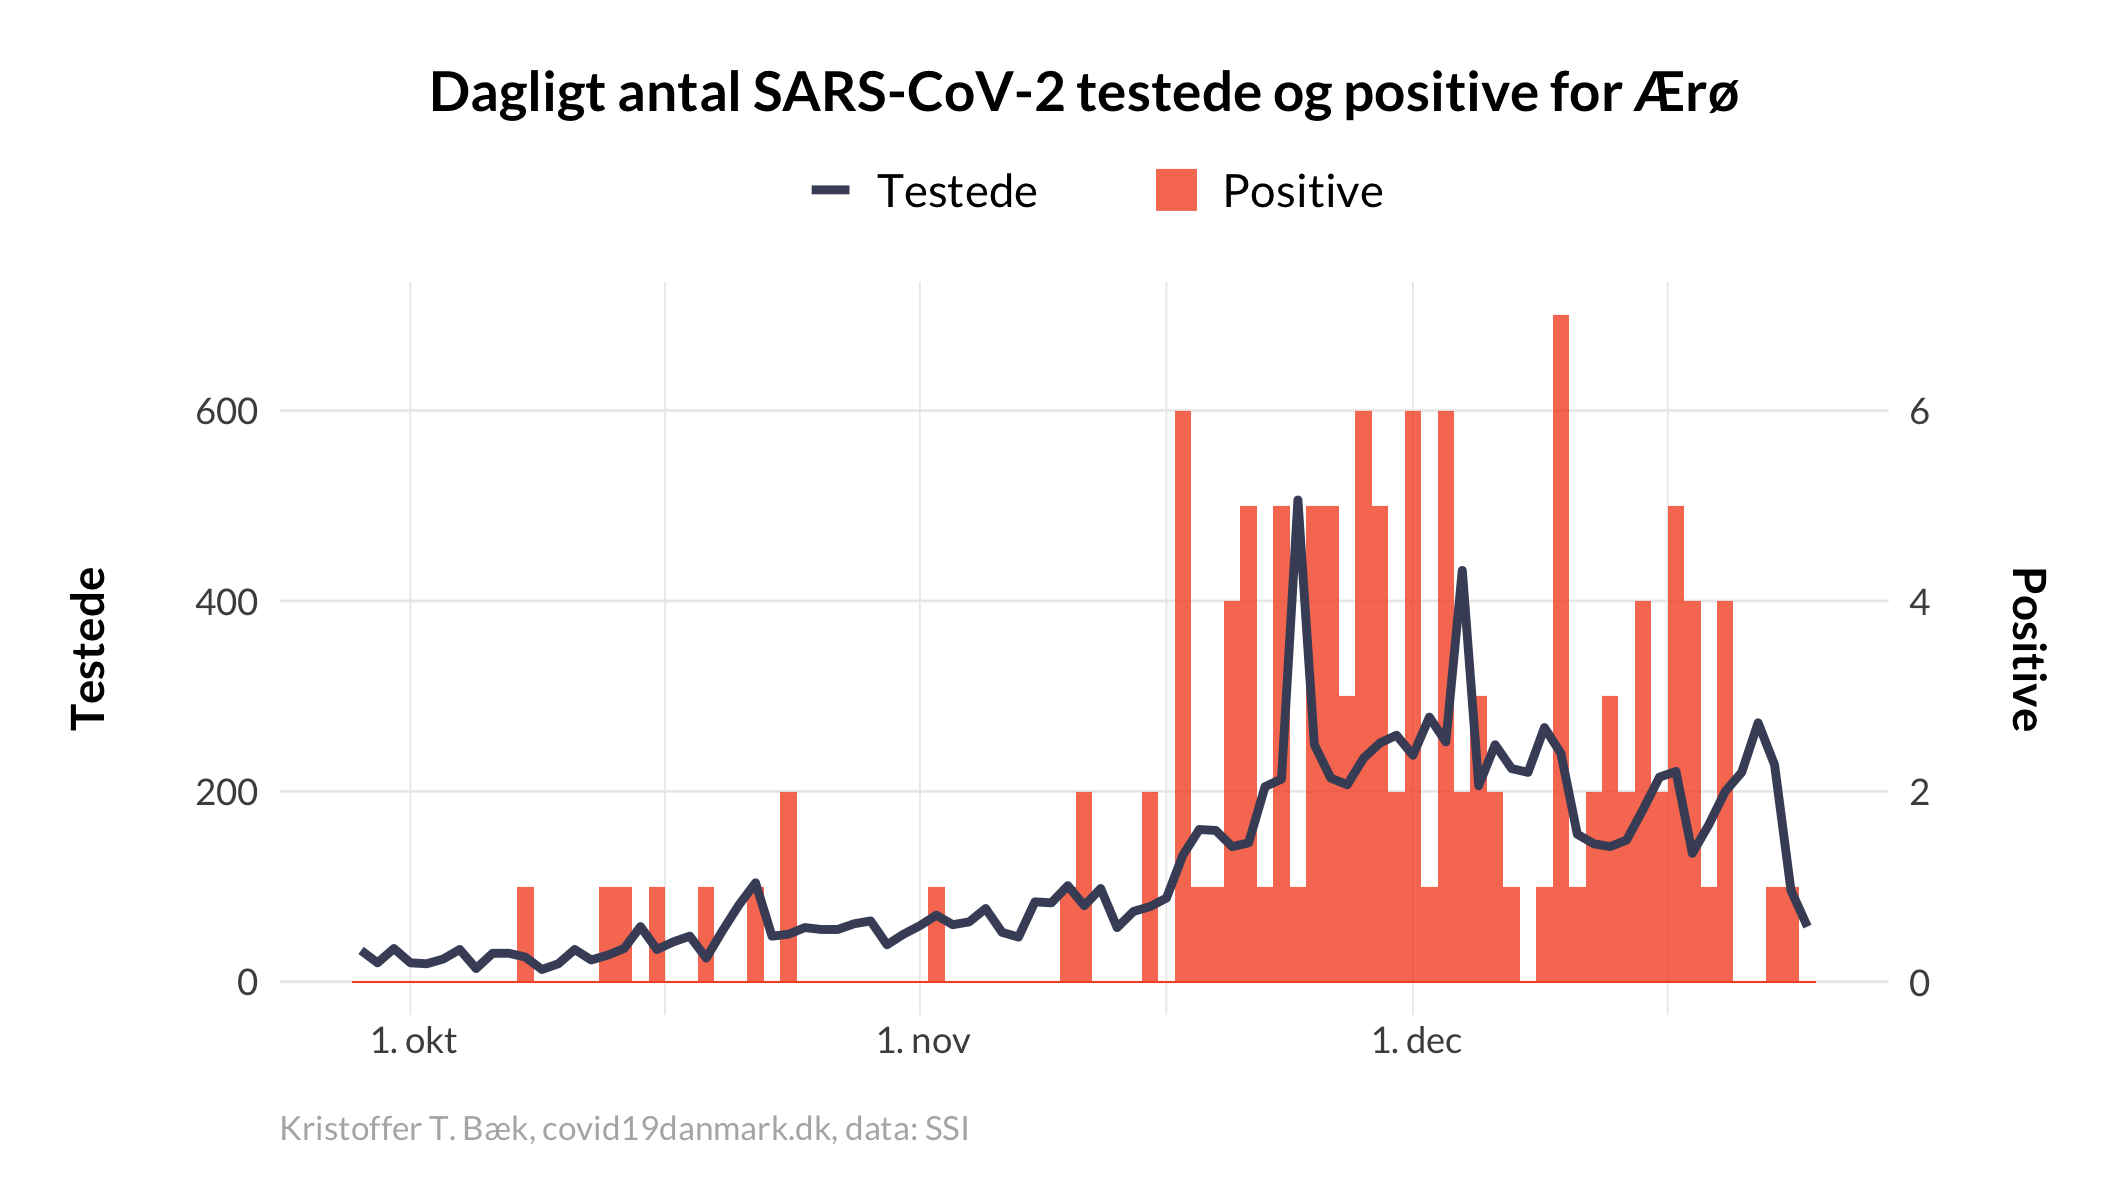 Dagligt antal SARS-CoV-2 testede og positive for Ærø
Testede
Positive
Testede
600
400
200
0
6
4
2
0
Positive
1. okt
1. nov
1. dec
Kristoffer T. Bæk, covid19danmark.dk, data: SSI